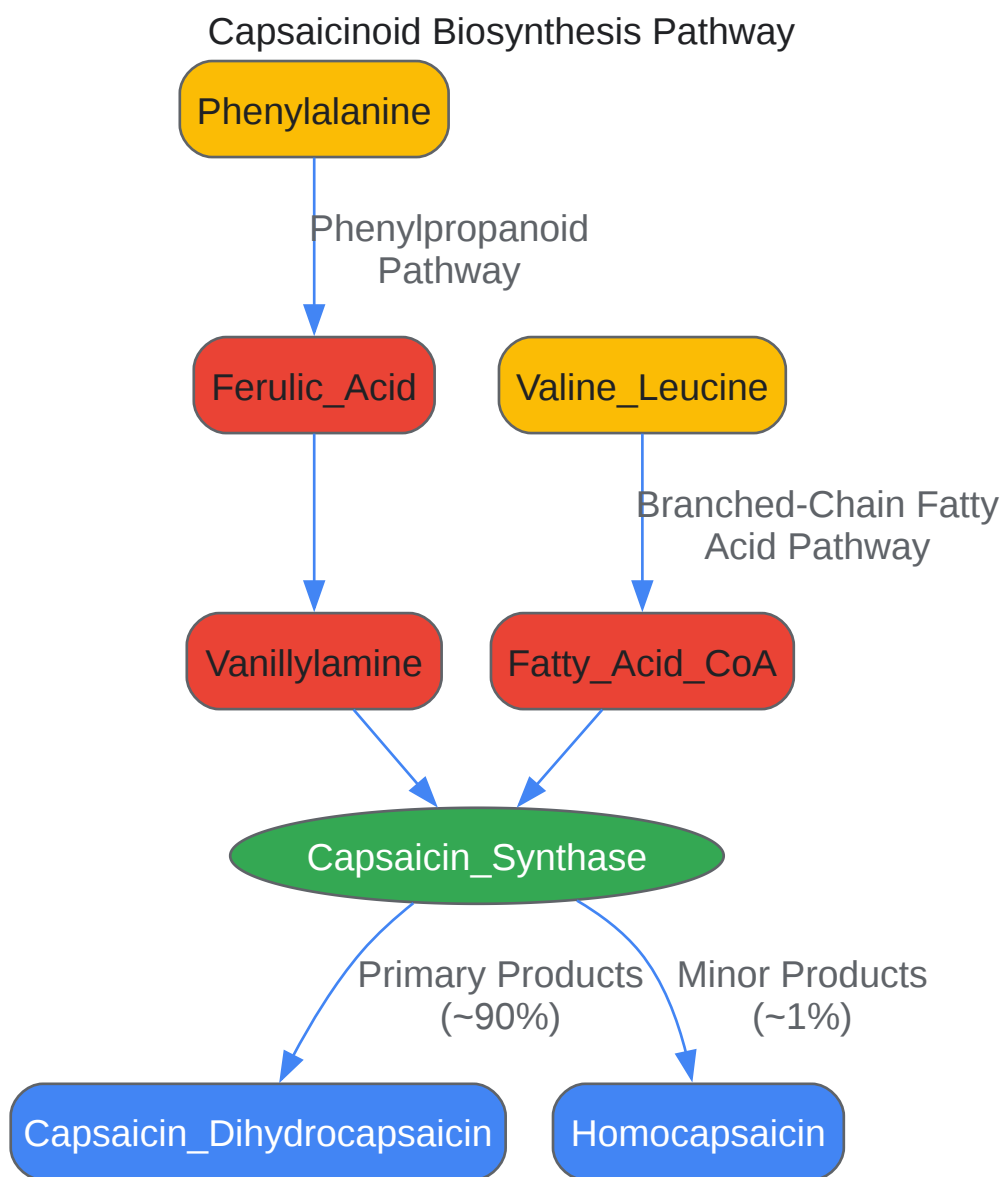 Capsaicinoid Biosynthesis Pathway
Phenylalanine
Phenylpropanoid
Pathway
Ferulic_Acid
Valine_Leucine
Branched-Chain Fatty
Acid Pathway
Vanillylamine
Fatty_Acid_CoA
Capsaicin_Synthase
Primary Products
(~90%)
Minor Products
(~1%)
Capsaicin_Dihydrocapsaicin
Homocapsaicin